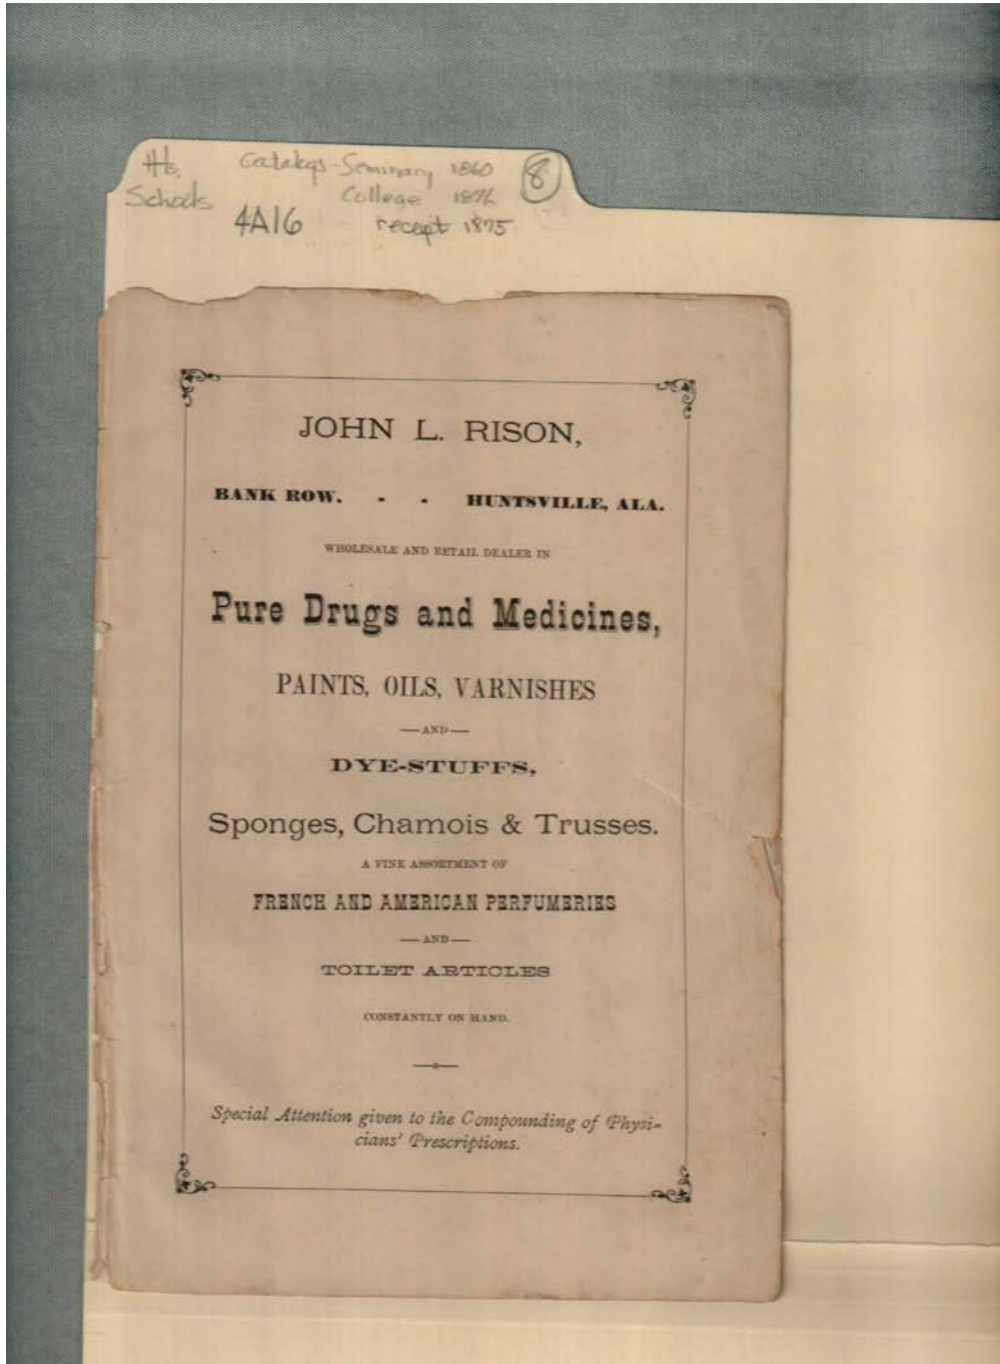 Schools
Catalogs - Seminary 1860
College 1876
receipt 1875
8
4A16
JOHN L. RISON,
BANK ROW. - - HUNTSVILLE, ALA.
WHOLESALE AND RETAIL DEALER IN
Pure Drugs and Medicines,
PAINTS, OILS, VARNISHES
—AND—
DYE-STUFFS,
Sponges, Chamois & Trusses.
A FINE ASSORTMENT OF
FRENCH AND AMERICAN PERFUMERIES
—AND—
TOILET ARTICLES
CONSTANTLY ON HAND.
Special Attention given to the Compounding of Physi-
cians' Prescriptions.